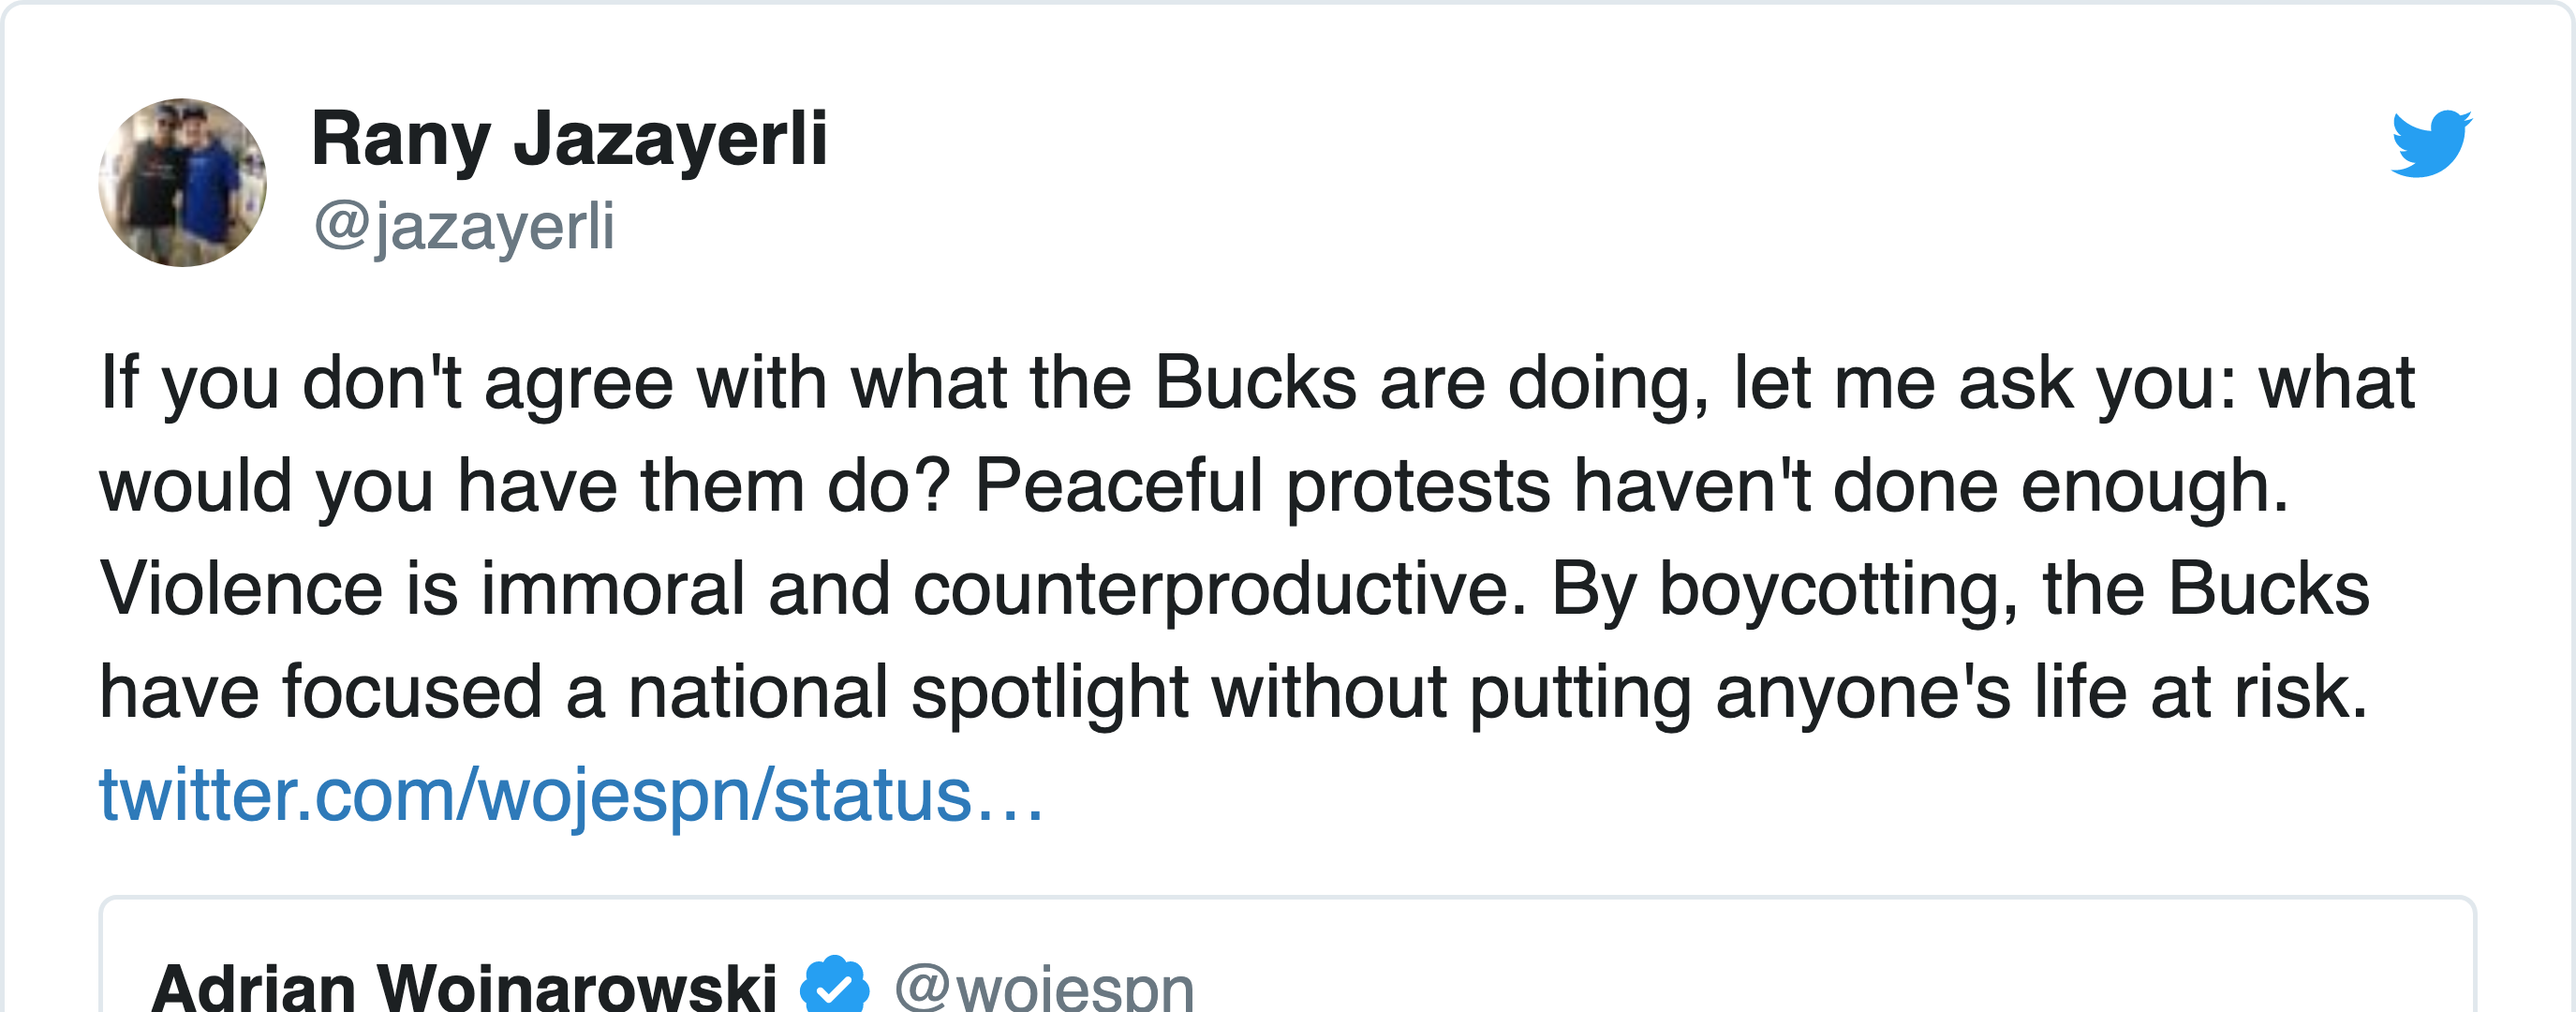 Rany Jazayerli
@jazayerli
If you don't agree with what the Bucks are doing, let me ask you: what
would you have them do? Peaceful protests haven't done enough.
Violence is immoral and counterproductive. By boycotting, the Bucks
have focused a national spotlight without putting anyone's life at risk.
twitter.com/wojespn/status…
Adrian Wojnarowski @wojespn